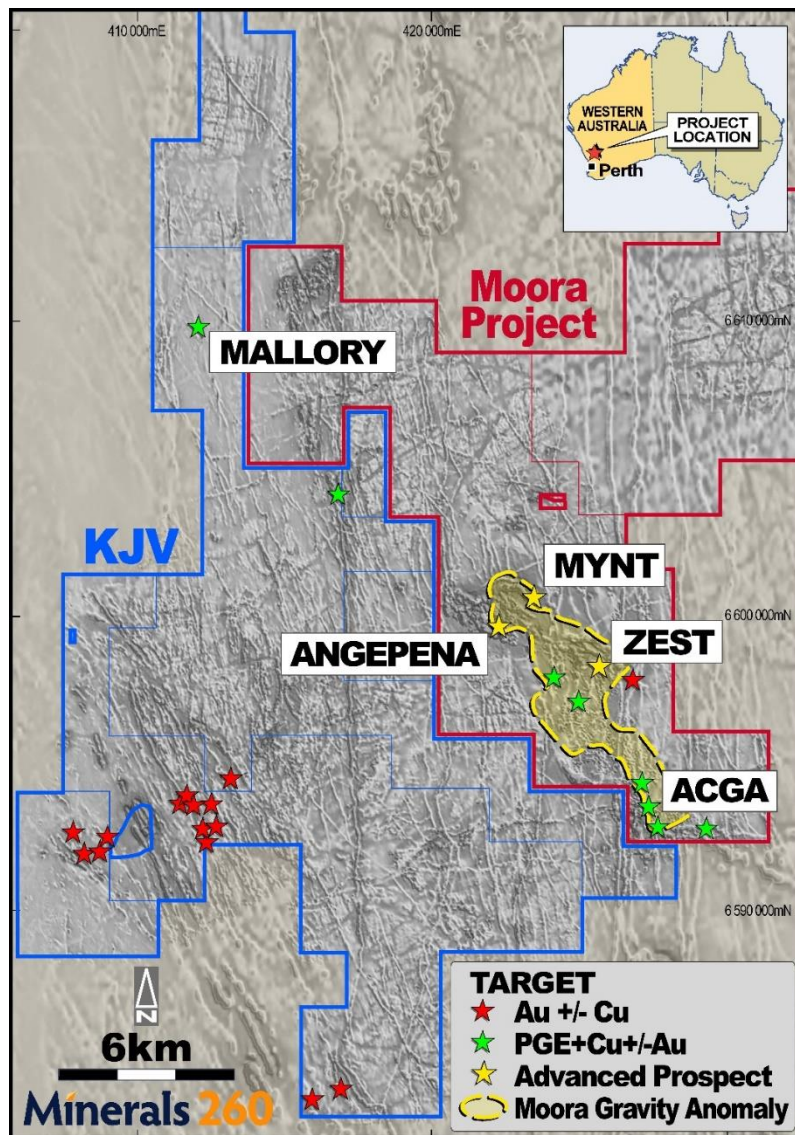 410 000mE
420 000mE
WESTERN
AUSTRALIA
PROJECT
LOCATION
Perth
Moora
Project
6 610 000mN
MALLORY
KJV
MYNT
6 600 000mN
ANGEPENA
ZEST
ACGA
6 590 000mN
N
6km
Minerals 260
TARGET
Au +/- Cu
PGE+Cu+/-Au
Advanced Prospect
Moora Gravity Anomaly